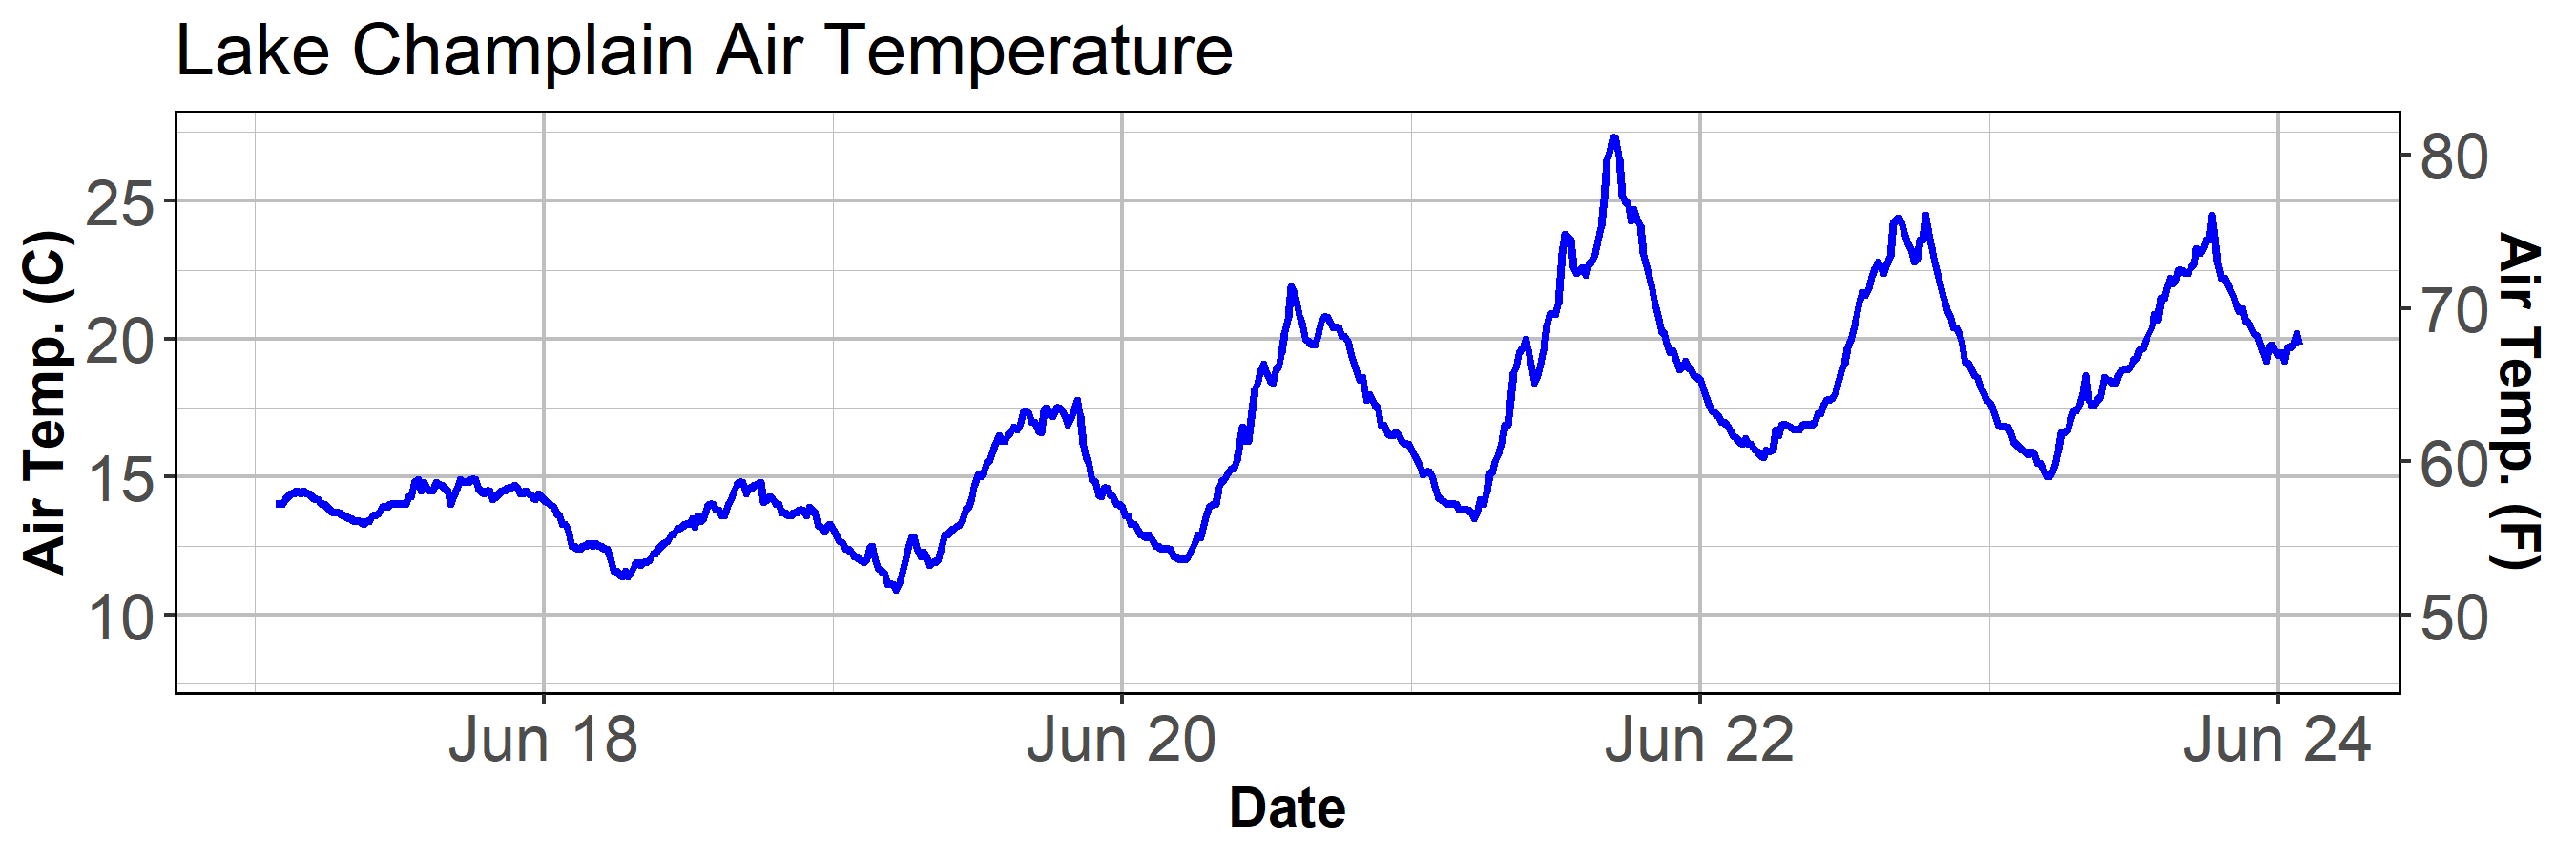 Lake Champlain Air Temperature
Air Temp. (C)
25
20
15
10
80
70
60
50
Air Temp. (F)
Jun 18 Jun 20 Jun 22 Jun 24
Date